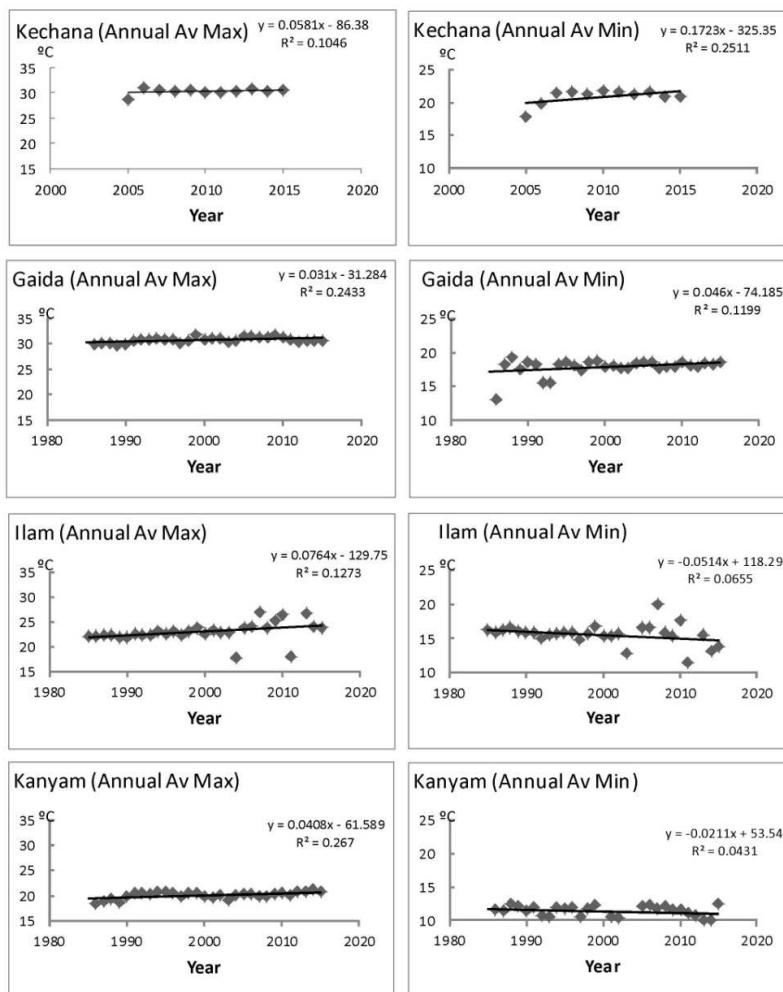 Kechana (Annual Av Max)
y = 0.0581x - 86.38
R² = 0.1046
ºC
35
30
25
20
15
2000
2005
2010
2015
2020
Year
Kechana (Annual Av Min)
y = 0.1723x - 325.35
R² = 0.2511
ºC
25
20
15
10
2000
2005
2010
2015
2020
Year
Gaida (Annual Av Max)
y = 0.031x - 31.284
R² = 0.2433
ºC
35
30
25
20
15
1980
1990
2000
2010
2020
Year
Gaida (Annual Av Min)
y = 0.046x - 74.185
R² = 0.1199
ºC
25
20
15
10
1980
1990
2000
2010
2020
Year
Ilam (Annual Av Max)
y = 0.0764x - 129.75
R² = 0.1273
ºC
35
30
25
20
15
1980
1990
2000
2010
2020
Year
Ilam (Annual Av Min)
y = -0.0514x + 118.29
R² = 0.0655
ºC
25
20
15
10
1980
1990
2000
2010
2020
Year
Kanyam (Annual Av Max)
y = 0.0408x - 61.589
R² = 0.267
ºC
35
30
25
20
15
1980
1990
2000
2010
2020
Year
Kanyam (Annual Av Min)
y = -0.0211x + 53.54
R² = 0.0431
ºC
25
20
15
10
1980
1990
2000
2010
2020
Year